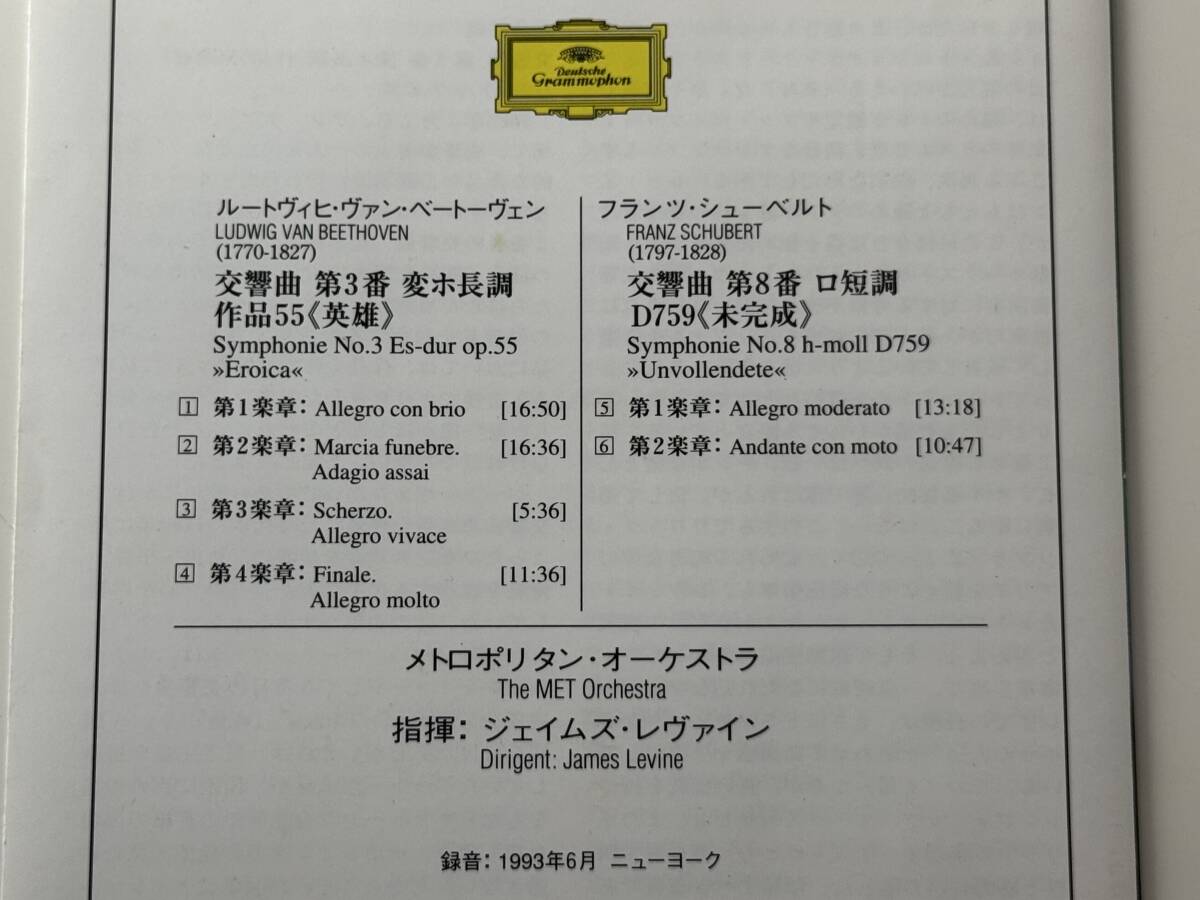 Deutsche
Grammophon
ルートヴィヒ・ヴァン・ベートーヴェン
LUDWIG VAN BEETHOVEN
(1770-1827)
交響曲 第3番 変ホ長調
作品55《英雄》
Symphonie No.3 Es-dur op.55
»Eroica«
1 第1楽章: Allegro con brio [16:50]
2 第2楽章: Marcia funebre. [16:36]
Adagio assai
3 第3楽章: Scherzo. [5:36]
Allegro vivace
4 第4楽章: Finale. [11:36]
Allegro molto
フランツ・シューベルト
FRANZ SCHUBERT
(1797-1828)
交響曲 第8番 ロ短調
D759《未完成》
Symphonie No.8 h-moll D759
»Unvollendete«
5 第1楽章: Allegro moderato [13:18]
6 第2楽章: Andante con moto [10:47]
メトロポリタン・オーケストラ
The MET Orchestra
指揮: ジェイムズ・レヴァイン
Dirigent: James Levine
録音: 1993年6月 ニューヨーク